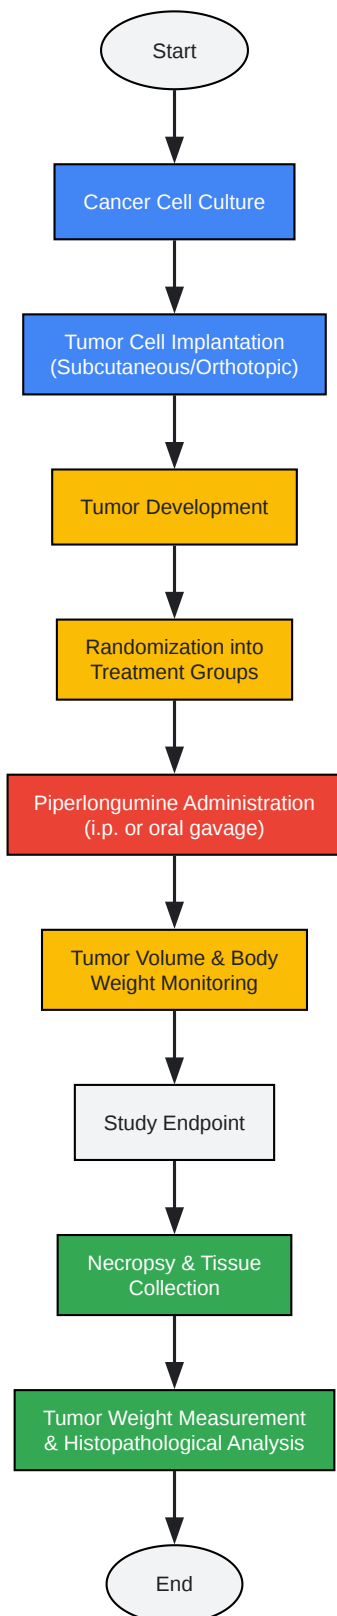 Start
Cancer Cell Culture
Tumor Cell Implantation
(Subcutaneous/Orthotopic)
Tumor Development
Randomization into
Treatment Groups
Piperlongumine Administration
(i.p. or oral gavage)
Tumor Volume & Body
Weight Monitoring
Study Endpoint
Necropsy & Tissue
Collection
Tumor Weight Measurement
& Histopathological Analysis
End